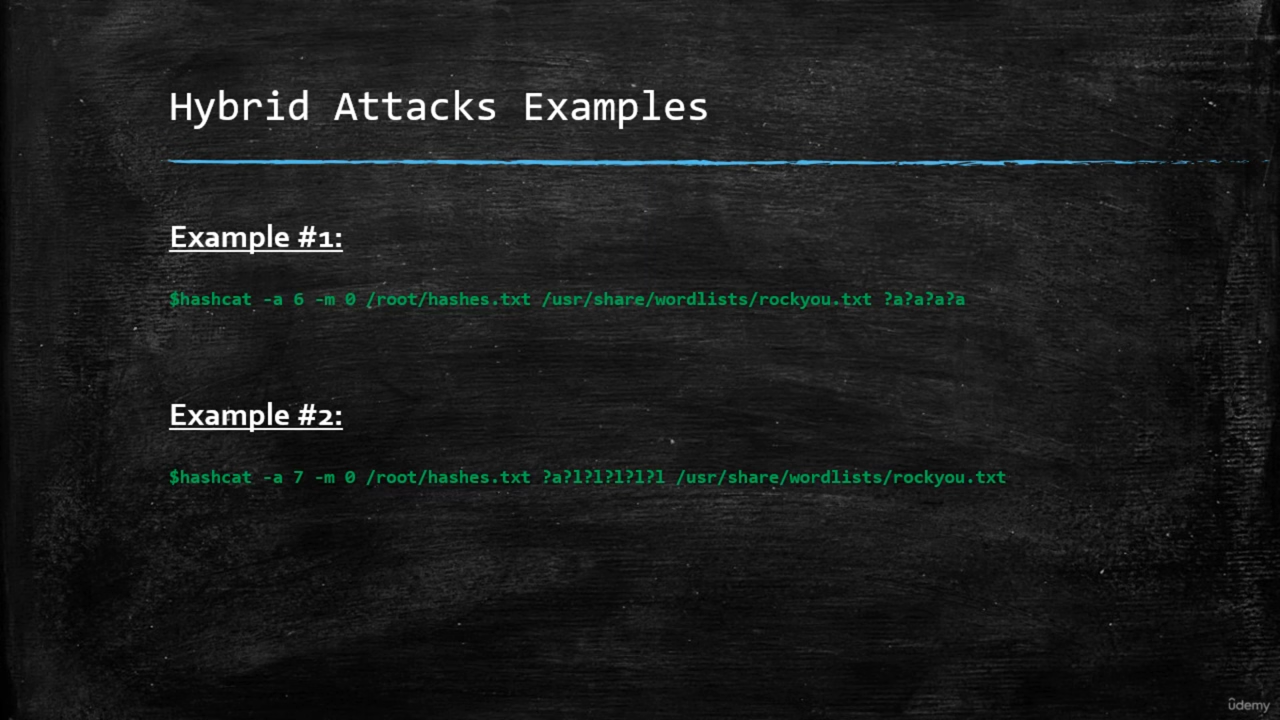 Hybrid Attacks Examples
Example #1:
$hashcat -a 6 -m 0 /root/hashes.txt /usr/share/wordlists/rockyou.txt ?a?a?a?a
Example #2:
$hashcat -a 7 -m 0 /root/hashes.txt ?a?l?l?l?l?l /usr/share/wordlists/rockyou.txt
ûdemy